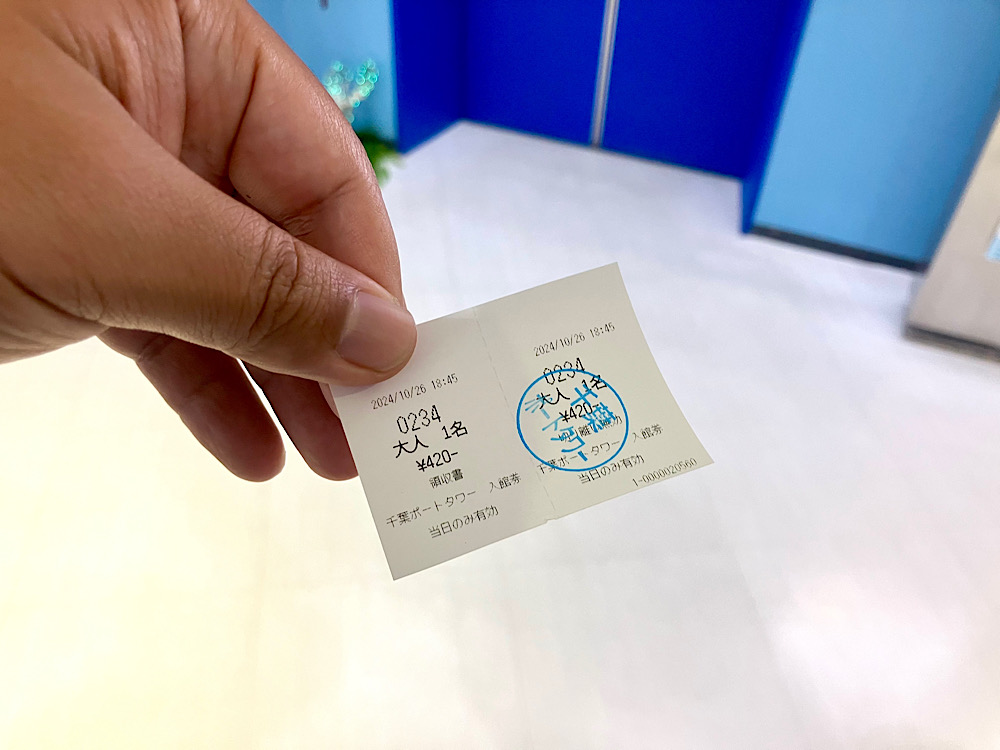 2024/10/26 18:45
0234
大人 1名
¥420-
領収書
千葉ポートタワー 入館券
当日のみ有効
2024/10/26 18:45
0234
大人 1名
¥420-
切り離し無効
千葉ポートタワー 入館券
当日のみ有効
1-0000020560